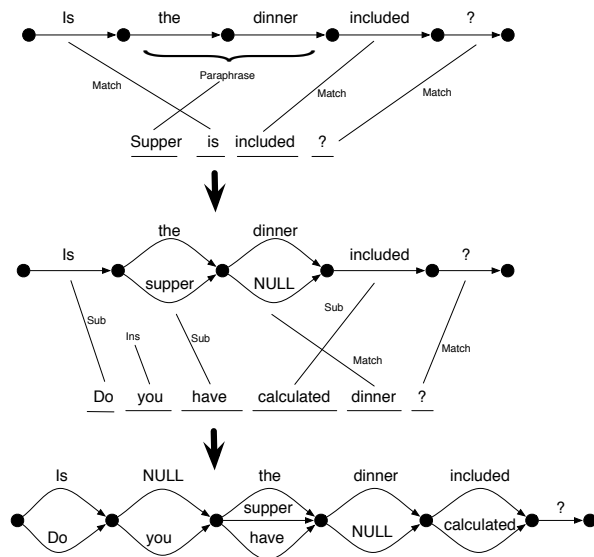 Is the dinner included ?
Paraphrase
Match Match Match
Supper is included ?
the dinner
Is included ?
supper NULL
Sub Ins Sub Sub Match Match
Do you have calculated dinner ?
Is NULL the dinner included
supper ?
Do you have NULL calculated